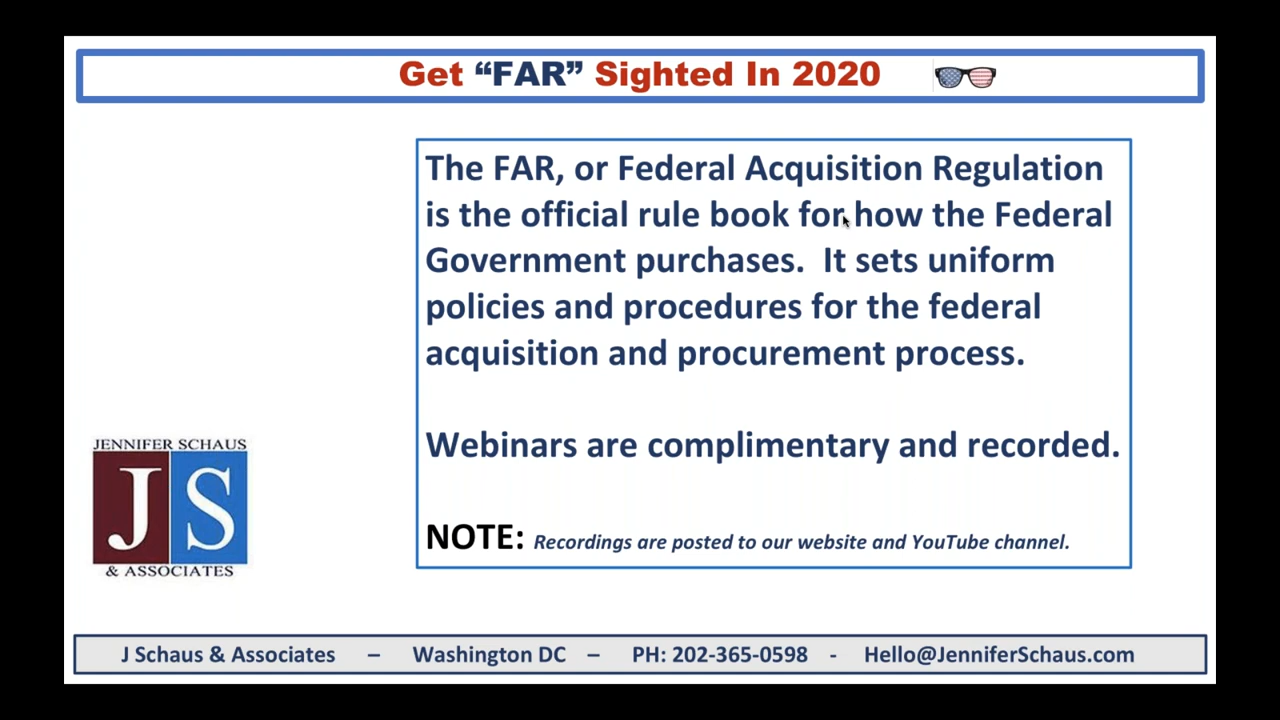 Get “FAR” Sighted In 2020
The FAR, or Federal Acquisition Regulation
is the official rule book for how the Federal
Government purchases.  It sets uniform
policies and procedures for the federal
acquisition and procurement process.
Webinars are complimentary and recorded.
NOTE: Recordings are posted to our website and YouTube channel.
JENNIFER SCHAUS
JS
& ASSOCIATES
J Schaus & Associates – Washington DC – PH: 202-365-0598 - Hello@JenniferSchaus.com